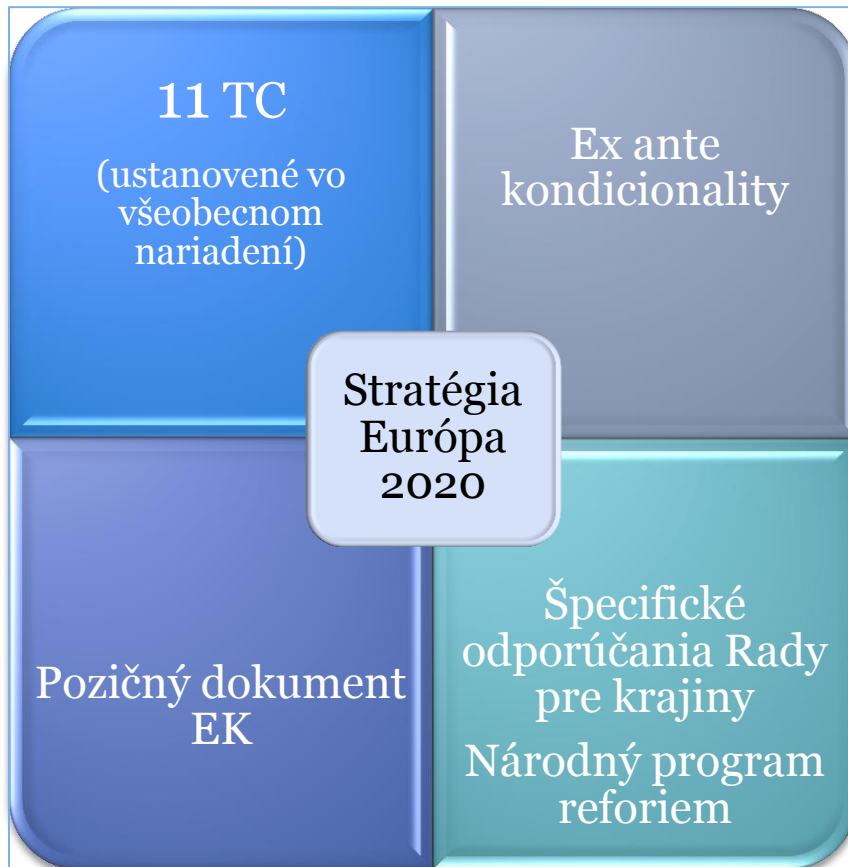 11 TC
(ustanovené vo
všeobecnom
nariadení)
Ex ante
kondicionality
Stratégia
Európa
2020
Pozičný dokument
EK
Špecifické
odporúčania Rady
pre krajiny
Národný program
reforiem